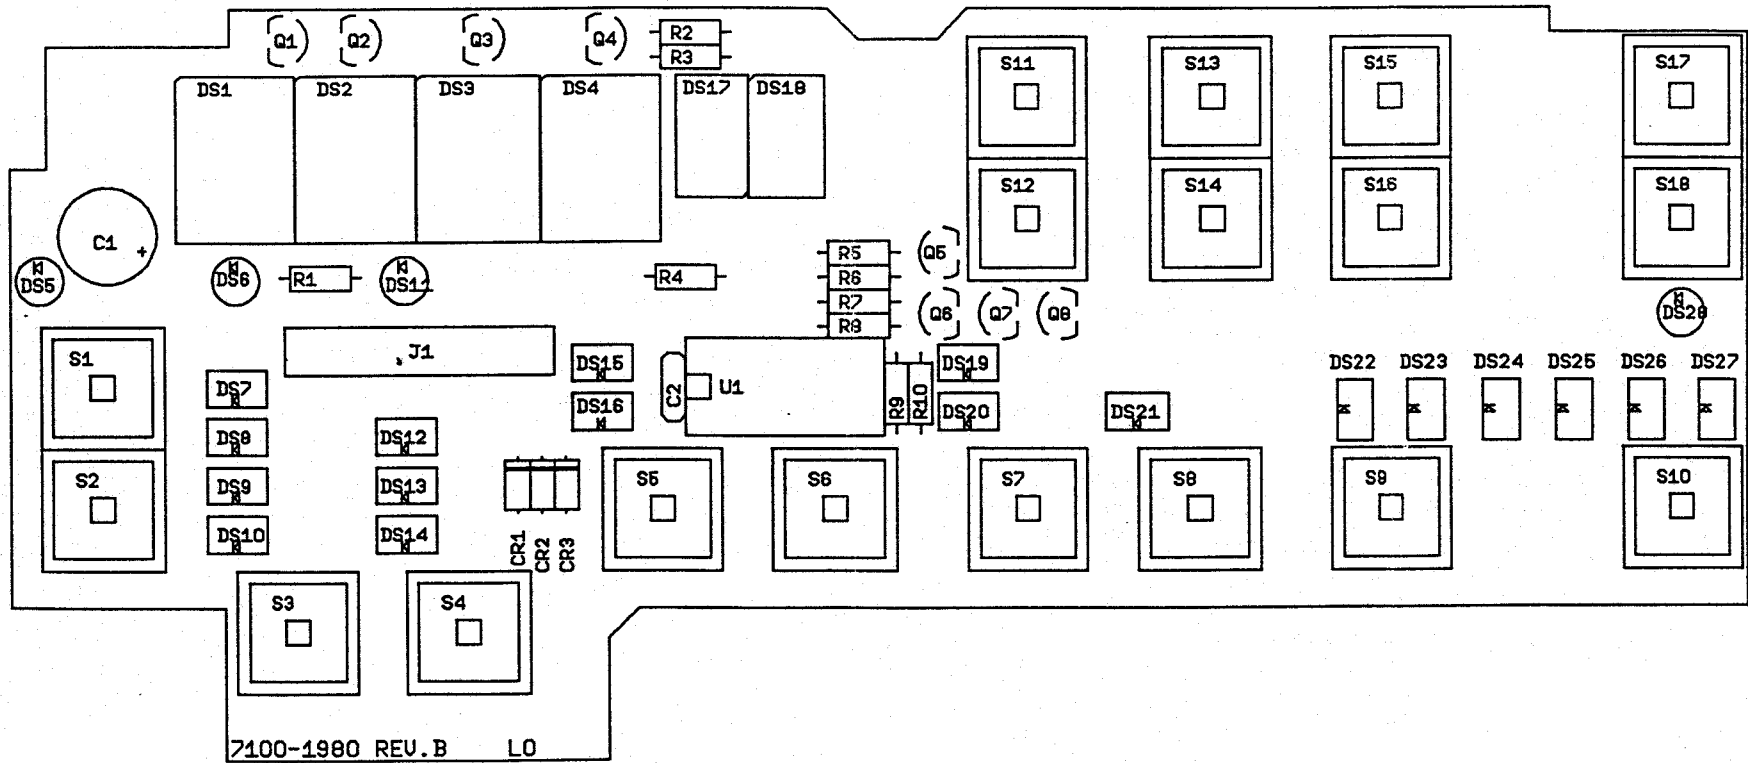 Q1 Q2 Q3 Q4 R2
R3
DS1 DS2 DS3 DS4 DS17 DS18
S11 S13 S15 S17
S12 S14 S16 S18
C1 +
R5 Q5
R6
R7
R8
Q6 Q7 Q8
DS5 DS6 R1 DS11 R4
DS28
S1 J1 DS15 C2 U1 R9 R10 DS19
DS22 DS23 DS24 DS25 DS26 DS27
DS7 DS16 DS20 DS21
DS8 DS12
S2 DS9 DS13 S5 S6 S7 S8 S9 S10
DS10 DS14 CR1 CR2 CR3
S3 S4
7100-1980 REV.B LO